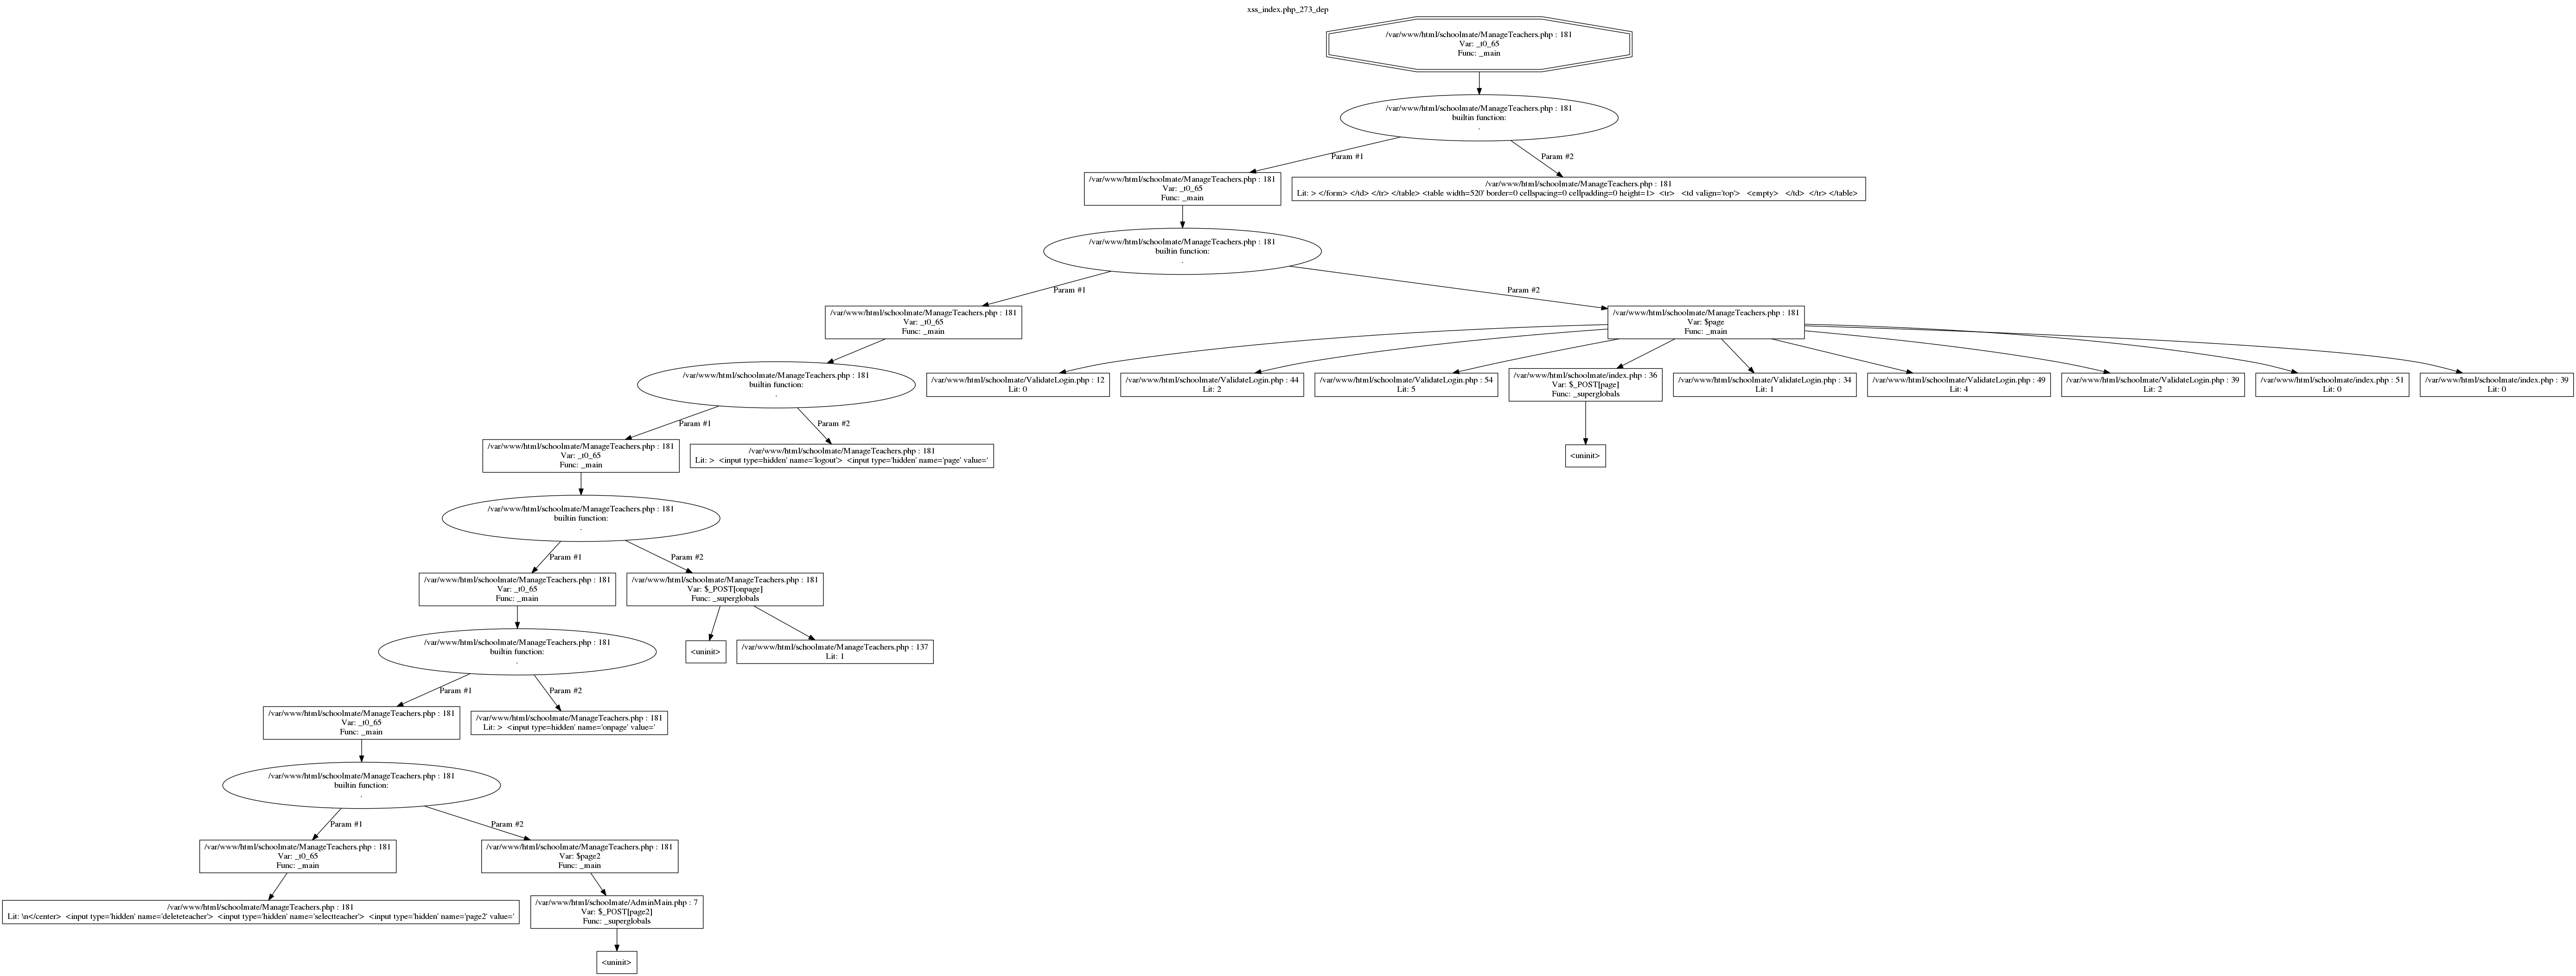 xss_index.php_273_dep
/var/www/html/schoolmate/ManageTeachers.php : 181
Var: _t0_65
Func: _main
/var/www/html/schoolmate/ManageTeachers.php : 181
builtin function:
.
Param #1
Param #2
/var/www/html/schoolmate/ManageTeachers.php : 181
Var: _t0_65
Func: _main
/var/www/html/schoolmate/ManageTeachers.php : 181
Lit: > </form> </td> </tr> </table> <table width=520' border=0 cellspacing=0 cellpadding=0 height=1> <tr> <td valign='top'> <empty> </td> </tr> </table>
/var/www/html/schoolmate/ManageTeachers.php : 181
builtin function:
.
Param #1
Param #2
/var/www/html/schoolmate/ManageTeachers.php : 181
Var: _t0_65
Func: _main
/var/www/html/schoolmate/ManageTeachers.php : 181
Var: $page
Func: _main
/var/www/html/schoolmate/ManageTeachers.php : 181
builtin function:
.
/var/www/html/schoolmate/ValidateLogin.php : 12
Lit: 0
/var/www/html/schoolmate/ValidateLogin.php : 44
Lit: 2
/var/www/html/schoolmate/ValidateLogin.php : 54
Lit: 5
/var/www/html/schoolmate/index.php : 36
Var: $_POST[page]
Func: _superglobals
/var/www/html/schoolmate/ValidateLogin.php : 34
Lit: 1
/var/www/html/schoolmate/ValidateLogin.php : 49
Lit: 4
/var/www/html/schoolmate/ValidateLogin.php : 39
Lit: 2
/var/www/html/schoolmate/index.php : 51
Lit: 0
/var/www/html/schoolmate/index.php : 39
Lit: 0
Param #1
Param #2
/var/www/html/schoolmate/ManageTeachers.php : 181
Var: _t0_65
Func: _main
/var/www/html/schoolmate/ManageTeachers.php : 181
Lit: > <input type=hidden' name='logout'> <input type='hidden' name='page' value='
<uninit>
/var/www/html/schoolmate/ManageTeachers.php : 181
builtin function:
.
Param #1
Param #2
/var/www/html/schoolmate/ManageTeachers.php : 181
Var: _t0_65
Func: _main
/var/www/html/schoolmate/ManageTeachers.php : 181
Var: $_POST[onpage]
Func: _superglobals
/var/www/html/schoolmate/ManageTeachers.php : 181
builtin function:
.
<uninit>
/var/www/html/schoolmate/ManageTeachers.php : 137
Lit: 1
Param #1
Param #2
/var/www/html/schoolmate/ManageTeachers.php : 181
Var: _t0_65
Func: _main
/var/www/html/schoolmate/ManageTeachers.php : 181
Lit: > <input type=hidden' name='onpage' value='
/var/www/html/schoolmate/ManageTeachers.php : 181
builtin function:
.
Param #1
Param #2
/var/www/html/schoolmate/ManageTeachers.php : 181
Var: _t0_65
Func: _main
/var/www/html/schoolmate/ManageTeachers.php : 181
Var: $page2
Func: _main
/var/www/html/schoolmate/ManageTeachers.php : 181
Lit: \n</center> <input type='hidden' name='deleteteacher'> <input type='hidden' name='selectteacher'> <input type='hidden' name='page2' value='
/var/www/html/schoolmate/AdminMain.php : 7
Var: $_POST[page2]
Func: _superglobals
<uninit>